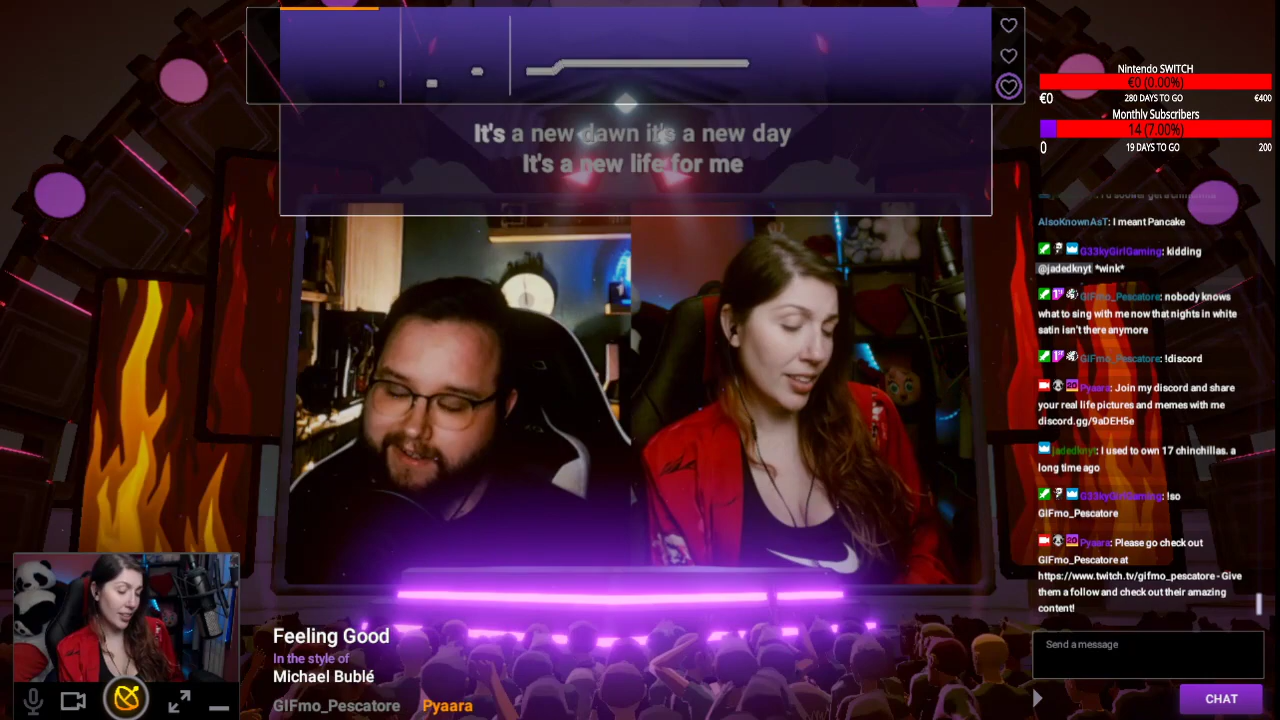 It's a new dawn it's a new day
It's a new life for me
Nintendo SWITCH
€0 (0.00%)
€0 280 DAYS TO GO €400
Monthly Subscribers
14 (7.00%)
0 19 DAYS TO GO 200
AlsoKnownAsT: I meant Pancake
G33kyGirlGaming: kidding
@jadedknyt *wink*
GIFmo_Pescatore: nobody knows
what to sing with me now that nights in white
satin isn't there anymore
GIFmo_Pescatore: !discord
Pyaara: Join my discord and share
your real life pictures and memes with me
discord.gg/9aDEH5e
jadedknyt: I used to own 17 chinchillas. a
long time ago
G33kyGirlGaming: !so
GIFmo_Pescatore
Pyaara: Please go check out
GIFmo_Pescatore at
https://www.twitch.tv/gifmo_pescatore - Give
them a follow and check out their amazing
content!
Send a message
CHAT
Feeling Good
In the style of
Michael Bublé
GIFmo_Pescatore Pyaara